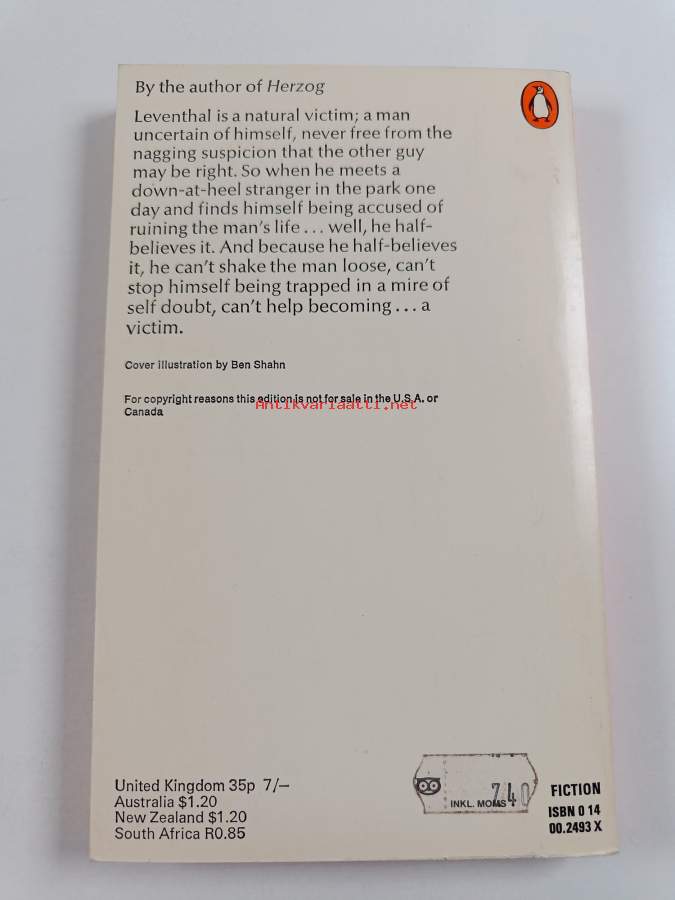 By the author of Herzog
Leventhal is a natural victim; a man
uncertain of himself, never free from the
nagging suspicion that the other guy
may be right. So when he meets a
down-at-heel stranger in the park one
day and finds himself being accused of
ruining the man's life... well, he half-
believes it. And because he half-believes
it, he can't shake the man loose, can't
stop himself being trapped in a mire of
self doubt, can't help becoming... a
victim.
Cover illustration by Ben Shahn
For copyright reasons this edition is not for sale in the U.S.A. or
Canada
Antikvariaatti.net
United Kingdom 35p 7/–
Australia $1.20
New Zealand $1.20
South Africa R0.85
7.40
INKL. MOMS
FICTION
ISBN 0 14
00.2493 X